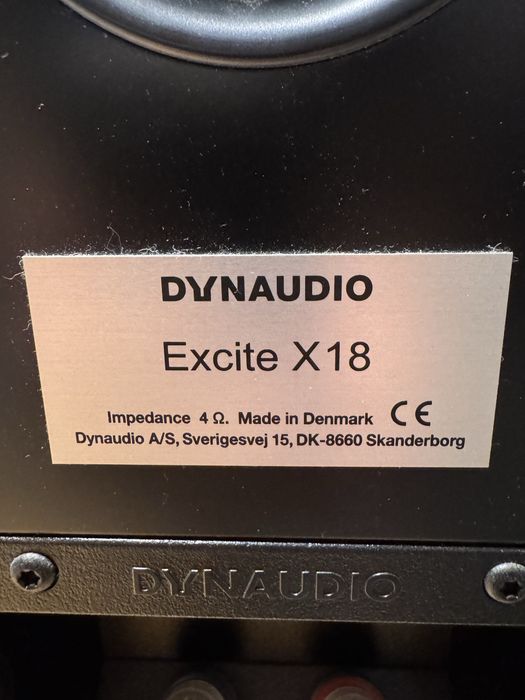 DYNAUDIO
Excite X18
Impedance 4 Ω. Made in Denmark CE
Dynaudio A/S, Sverigesvej 15, DK-8660 Skanderborg
DYNAUDIO